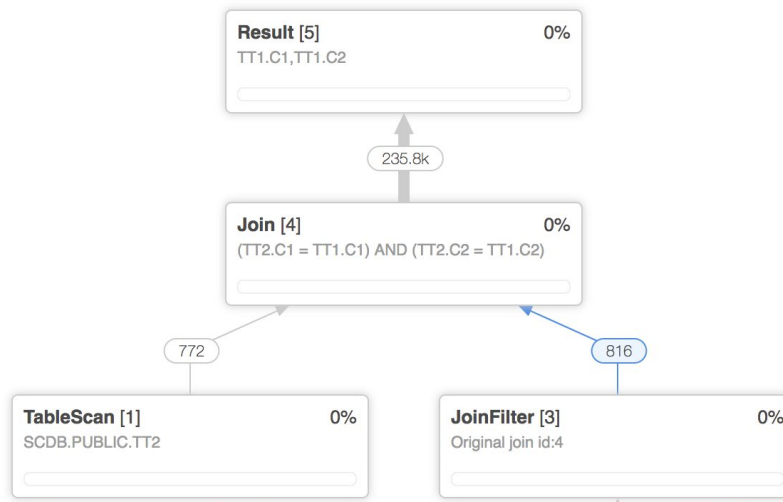 Result [5] 0%
TT1.C1,TT1.C2
235.8k
Join [4] 0%
(TT2.C1 = TT1.C1) AND (TT2.C2 = TT1.C2)
772
816
TableScan [1] 0%
SCDB.PUBLIC.TT2
JoinFilter [3] 0%
Original join id:4